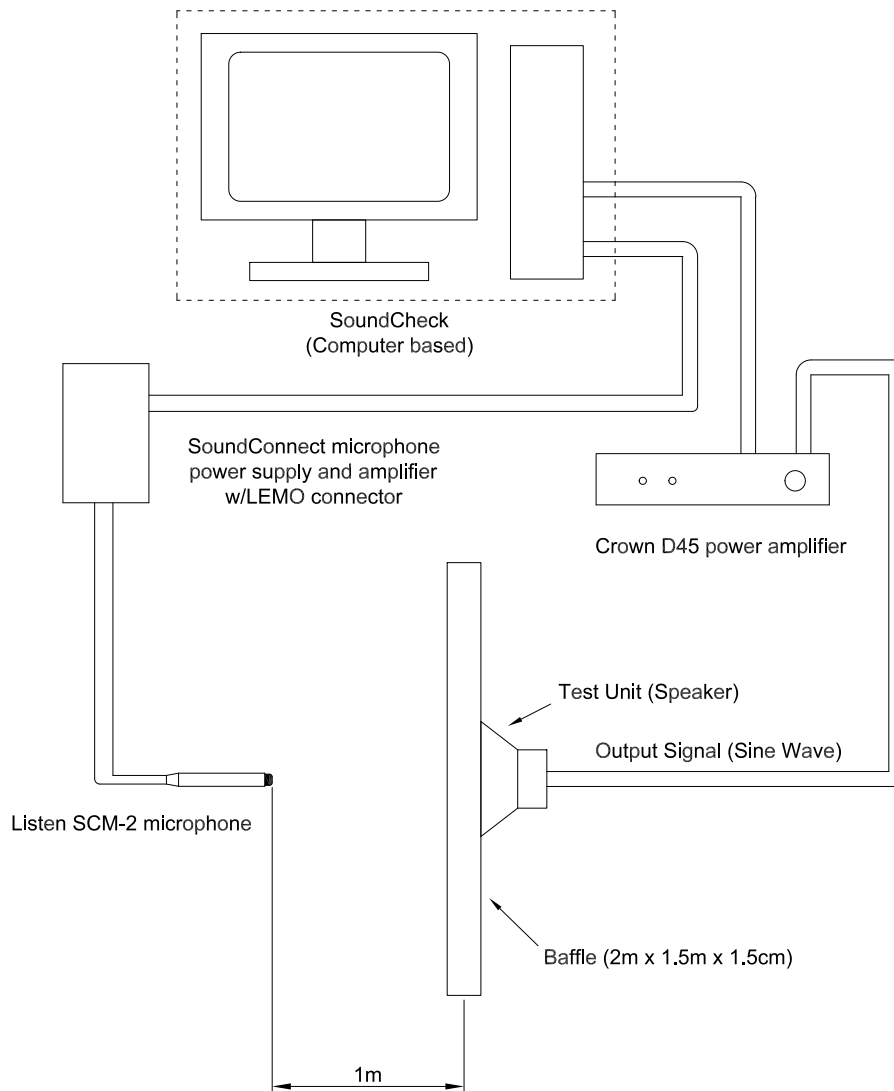 SoundCheck
(Computer based)
SoundConnect microphone
power supply and amplifier
w/LEMO connector
Crown D45 power amplifier
Test Unit (Speaker)
Output Signal (Sine Wave)
Listen SCM-2 microphone
Baffle (2m x 1.5m x 1.5cm)
1m